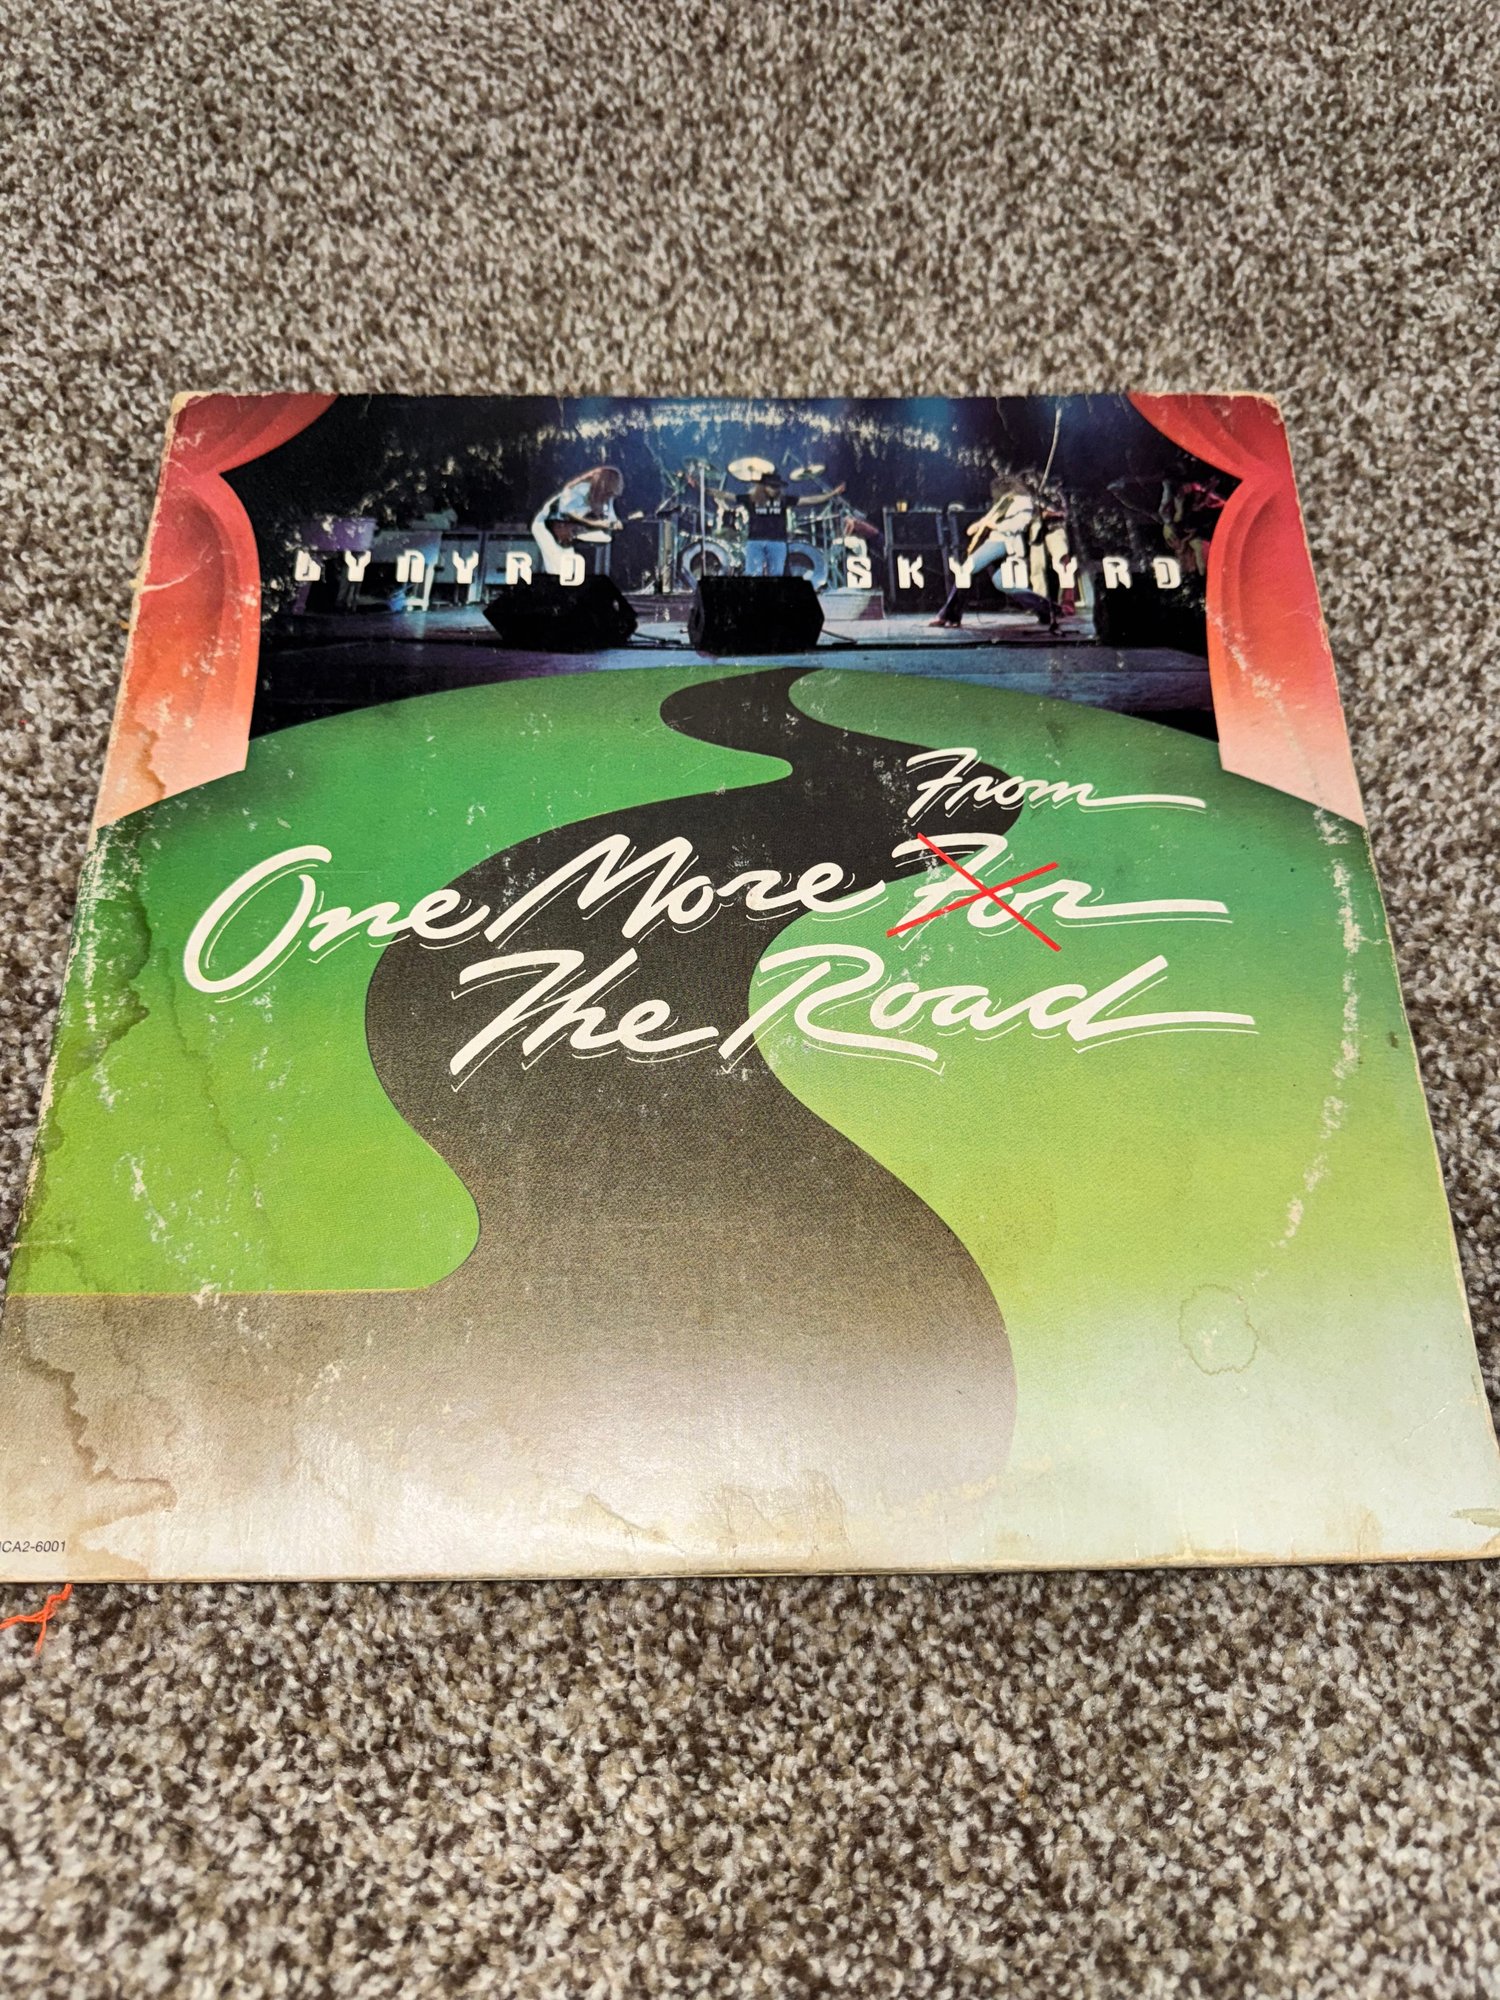 LYNYRD SKYNYRD
From
One More For
The Road
MCA2-6001